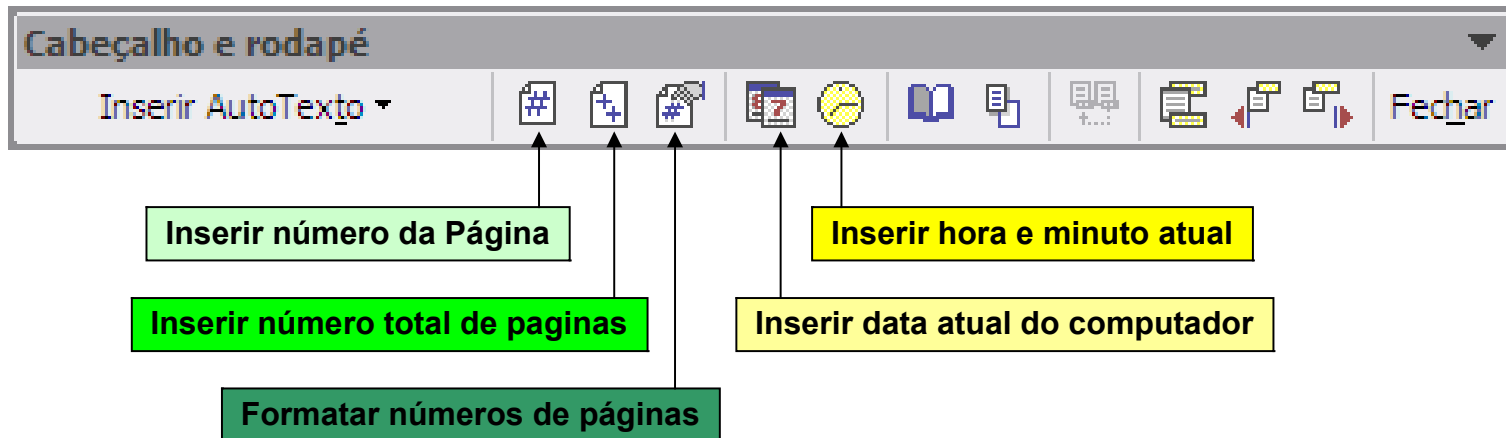 Cabeçalho e rodapé
Inserir AutoTexto Fechar
Inserir número da Página
Inserir hora e minuto atual
Inserir número total de paginas
Inserir data atual do computador
Formatar números de páginas